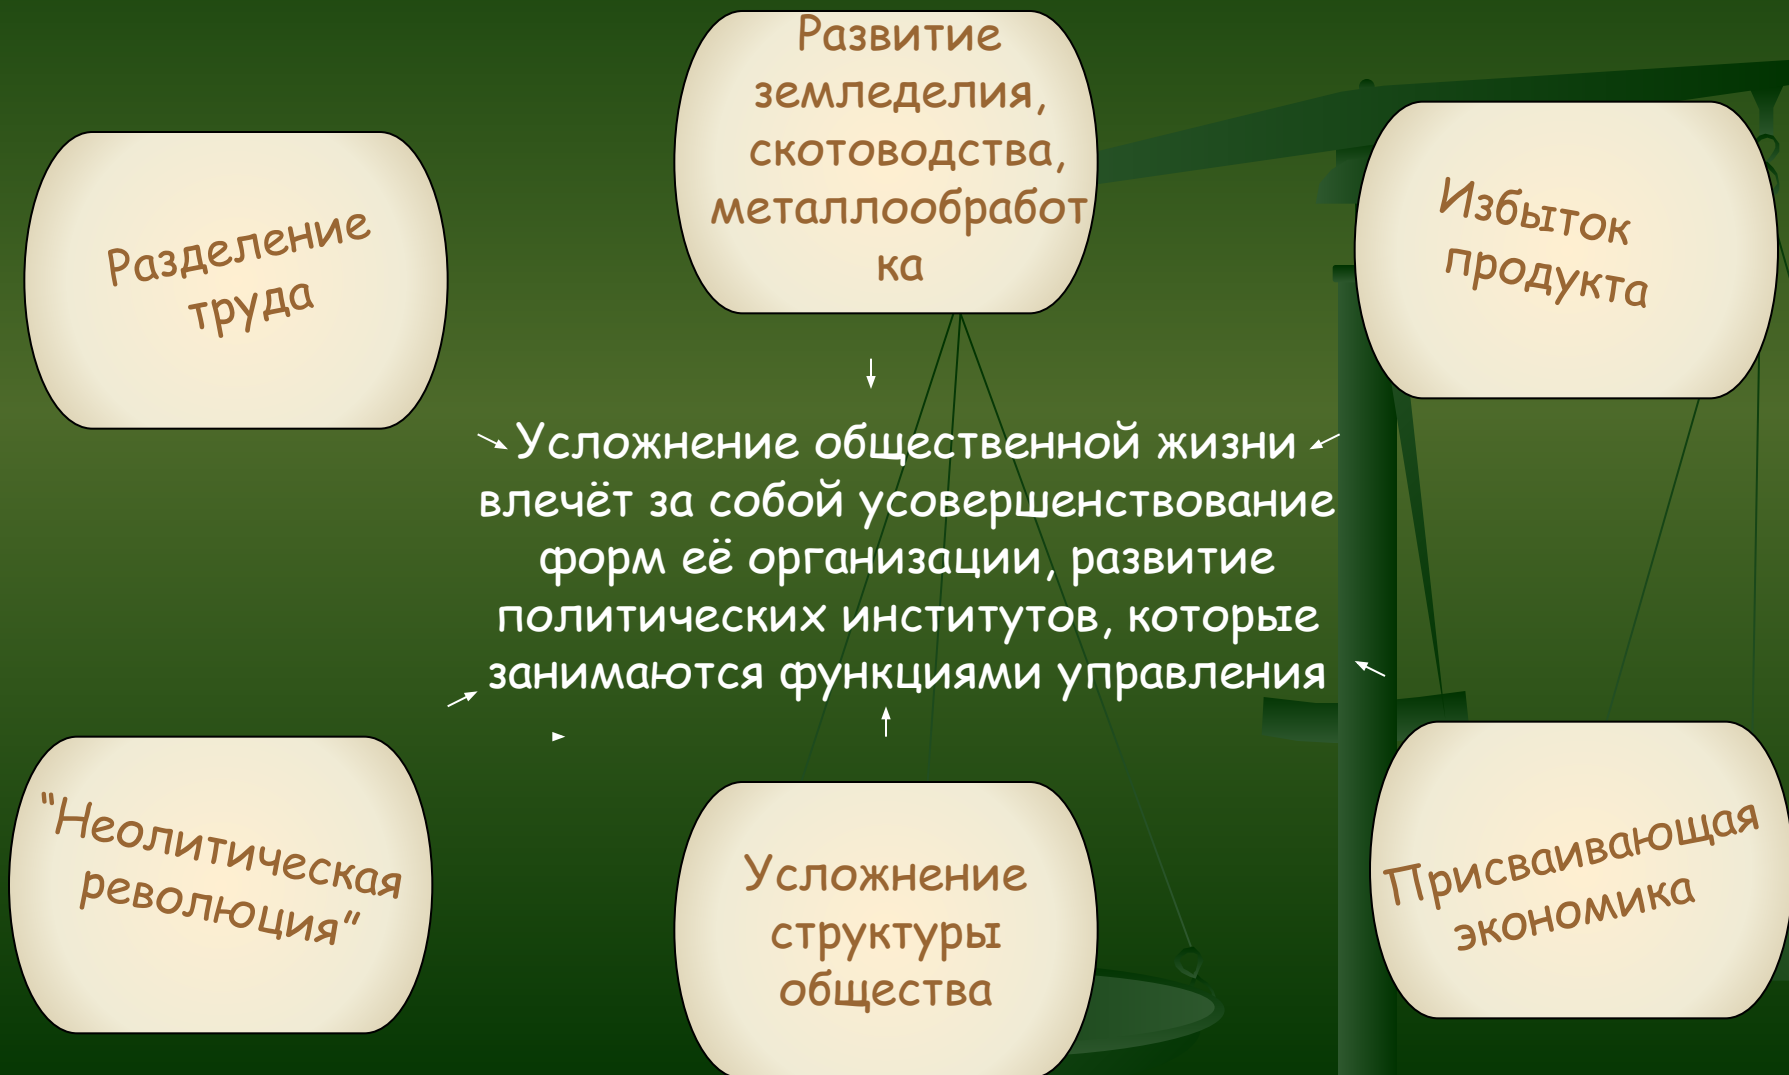 Развитие
земледелия,
скотоводства,
металлообработ
ка
Разделение
труда
Избыток
продукта
Усложнение общественной жизни
влечёт за собой усовершенствование
форм её организации, развитие
политических институтов, которые
занимаются функциями управления
"Неолитическая
революция"
Усложнение
структуры
общества
Присваивающая
экономика